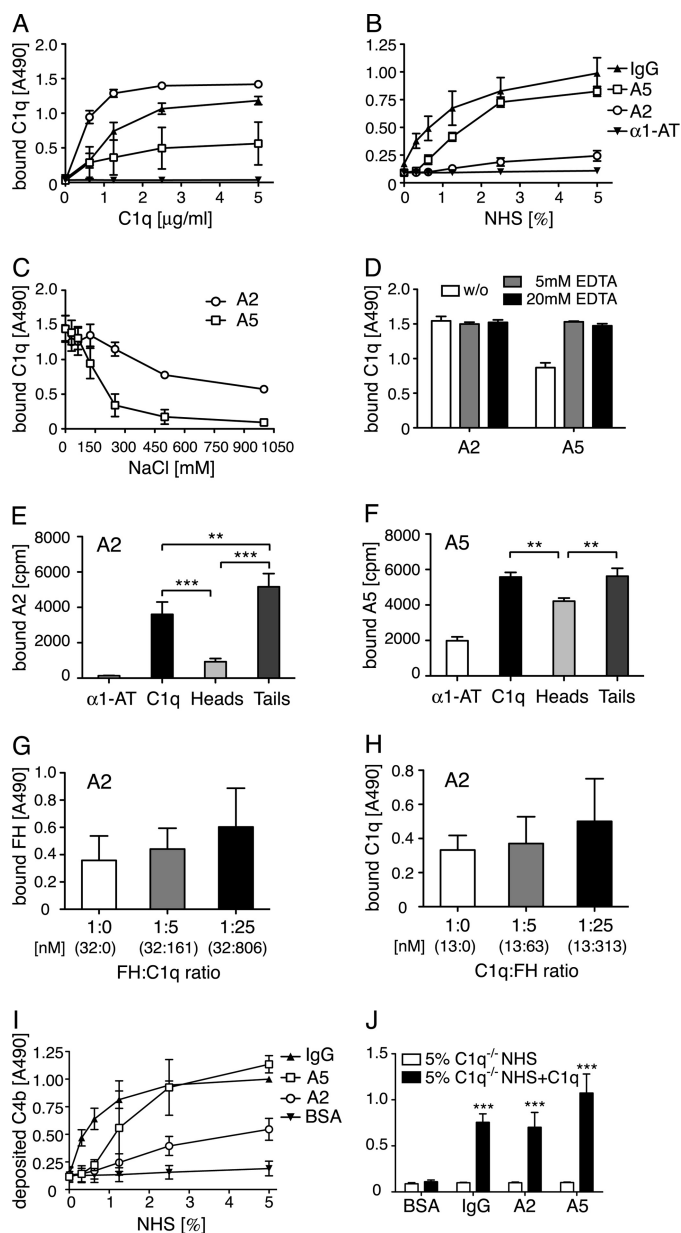 A
bound C1q [A490]
2.0
1.5
1.0
0.5
0.0
0 1 2 3 4 5
C1q [μg/ml]
B
bound C1q [A490]
1.25
1.00
0.75
0.50
0.25
0.00
0 1 2 3 4 5
NHS [%]
IgG
A5
A2
α1-AT
C
bound C1q [A490]
2.0
1.5
1.0
0.5
0.0
0 150 300 450 600 750 900 1050
NaCl [mM]
A2
A5
D
w/o
5mM EDTA
20mM EDTA
bound C1q [A490]
2.0
1.5
1.0
0.5
0.0
A2 A5
E
A2
bound A2 [cpm]
8000
6000
4000
2000
0
**
*** ***
α1-AT C1q Heads Tails
F
A5
bound A5 [cpm]
8000
6000
4000
2000
0
** **
α1-AT C1q Heads Tails
G
A2
bound FH [A490]
1.0
0.8
0.6
0.4
0.2
0.0
1:0 1:5 1:25
[nM] (32:0) (32:161) (32:806)
FH:C1q ratio
H
A2
bound C1q [A490]
0.8
0.6
0.4
0.2
0.0
1:0 1:5 1:25
[nM] (13:0) (13:63) (13:313)
C1q:FH ratio
I
deposited C4b [A490]
1.25
1.00
0.75
0.50
0.25
0.00
0 1 2 3 4 5
NHS [%]
IgG
A5
A2
BSA
J
5% C1q-/- NHS
5% C1q-/- NHS+C1q
1.5
1.0
0.5
0.0
*** *** ***
BSA IgG A2 A5